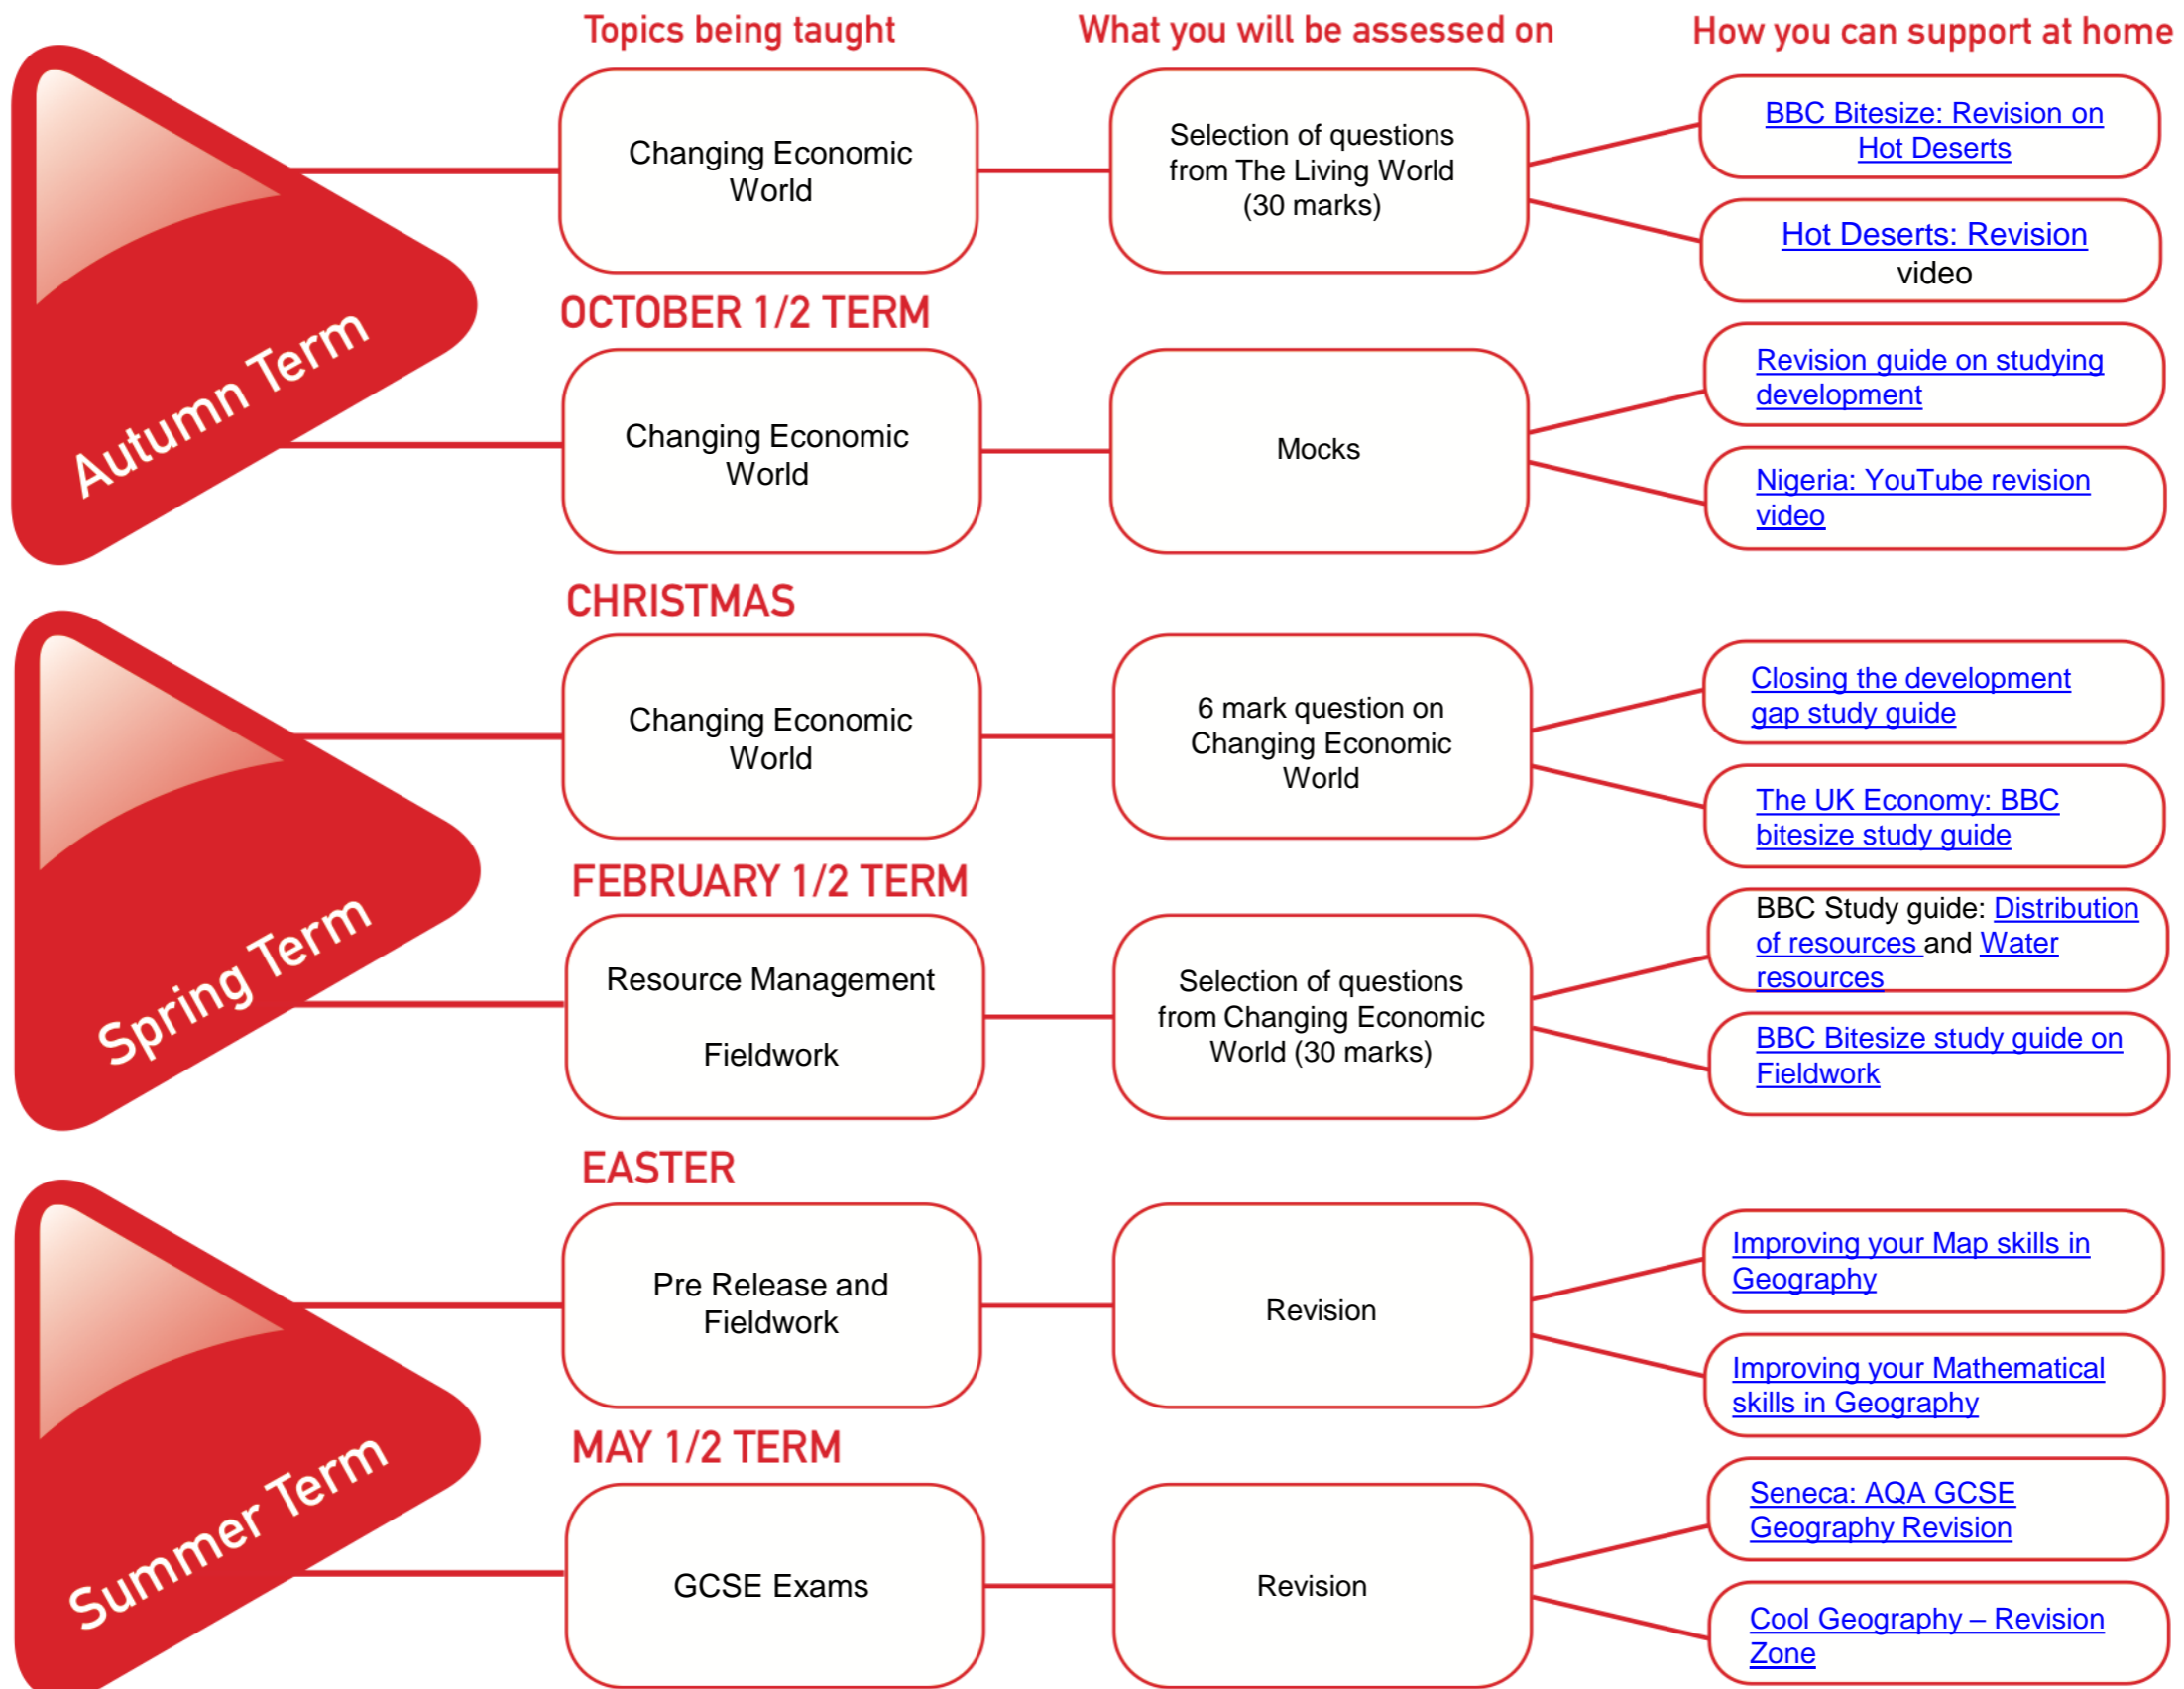 Topics being taught
What you will be assessed on
How you can support at home
Autumn Term
Changing Economic
World
Selection of questions
from The Living World
(30 marks)
BBC Bitesize: Revision on
Hot Deserts
Hot Deserts: Revision
video
OCTOBER 1/2 TERM
Changing Economic
World
Mocks
Revision guide on studying
development
Nigeria: YouTube revision
video
CHRISTMAS
Spring Term
Changing Economic
World
6 mark question on
Changing Economic
World
Closing the development
gap study guide
The UK Economy: BBC
bitesize study guide
FEBRUARY 1/2 TERM
Resource Management
Fieldwork
Selection of questions
from Changing Economic
World (30 marks)
BBC Study guide: Distribution
of resources and Water
resources
BBC Bitesize study guide on
Fieldwork
EASTER
Summer Term
Pre Release and
Fieldwork
Revision
Improving your Map skills in
Geography
Improving your Mathematical
skills in Geography
MAY 1/2 TERM
GCSE Exams
Revision
Seneca: AQA GCSE
Geography Revision
Cool Geography – Revision
Zone